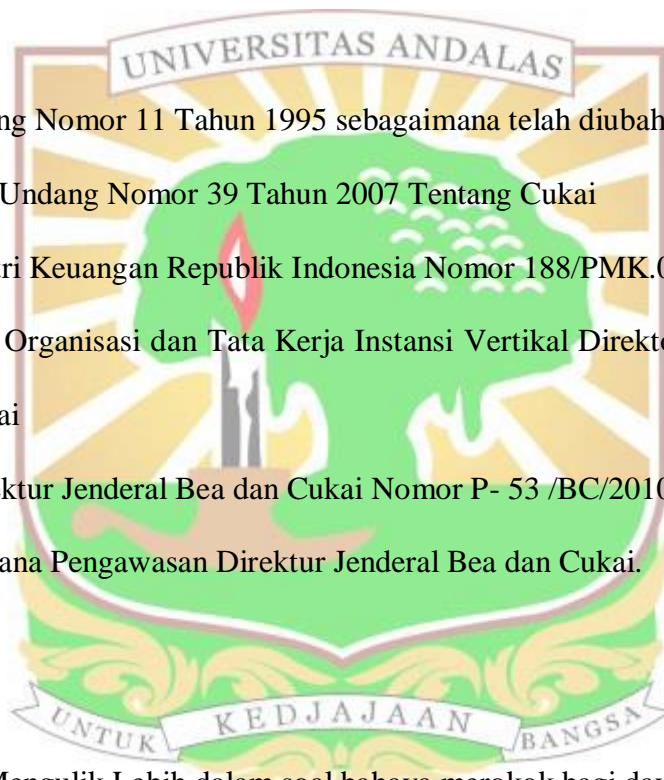 UNIVERSITAS ANDALAS
ng Nomor 11 Tahun 1995 sebagaimana telah diubah
Undang Nomor 39 Tahun 2007 Tentang Cukai
tri Keuangan Republik Indonesia Nomor 188/PMK.0
Organisasi dan Tata Kerja Instansi Vertikal Direkto
ai
ktur Jenderal Bea dan Cukai Nomor P- 53 /BC/2010
ana Pengawasan Direktur Jenderal Bea dan Cukai.
UNTUK KEDJAJAAN BANGSA
Mengulik Lebih dalam soal bahaya merokok bagi